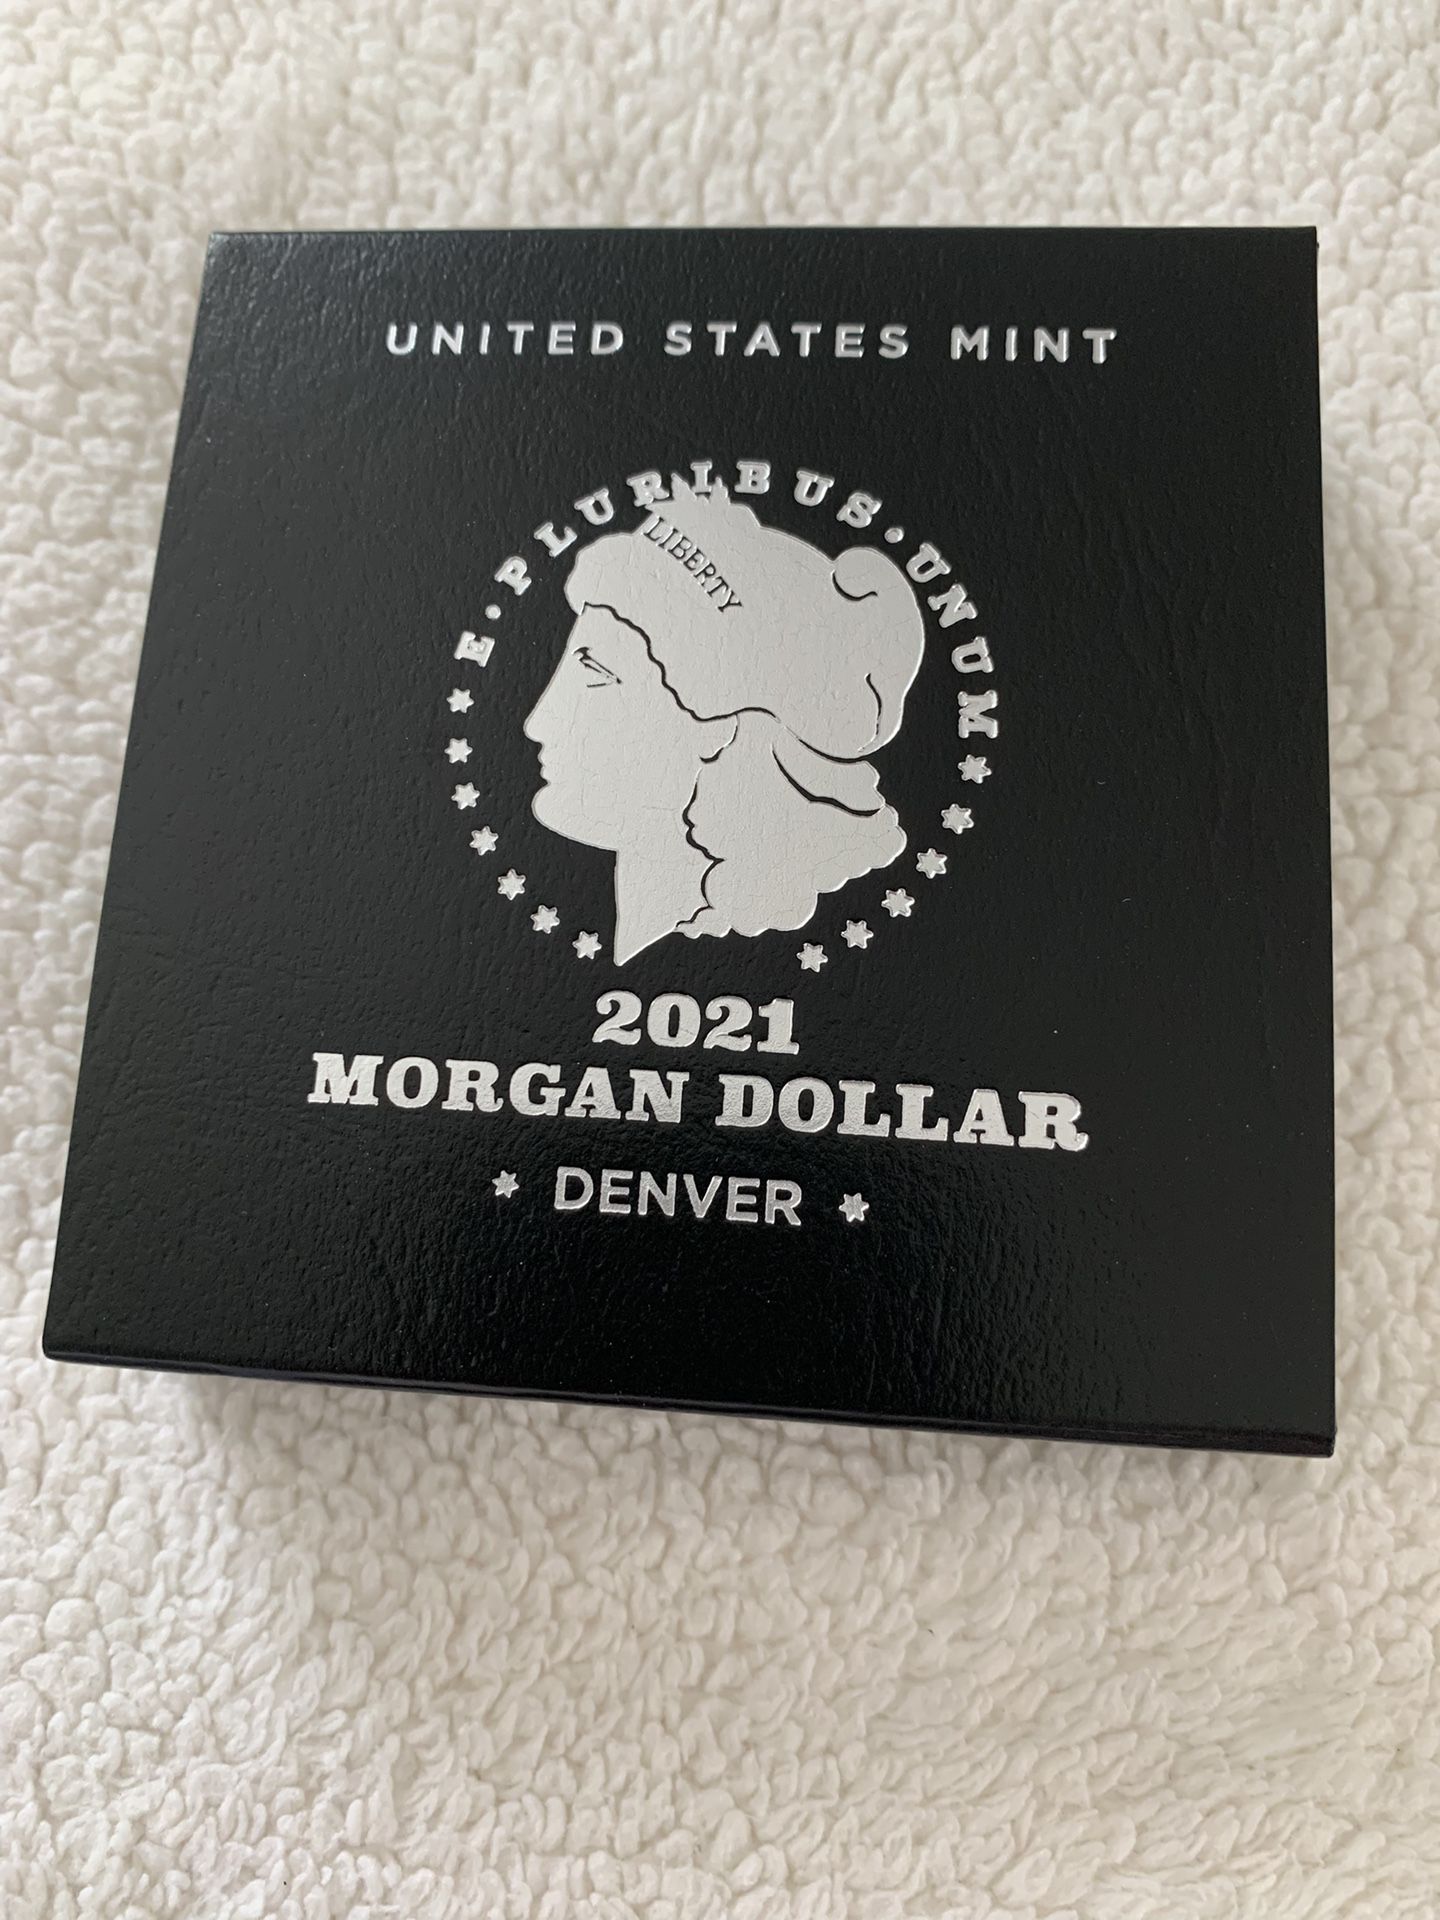 UNITED STATES MINT
E·PLURIBUS·UNUM
LIBERTY
2021
MORGAN DOLLAR
DENVER